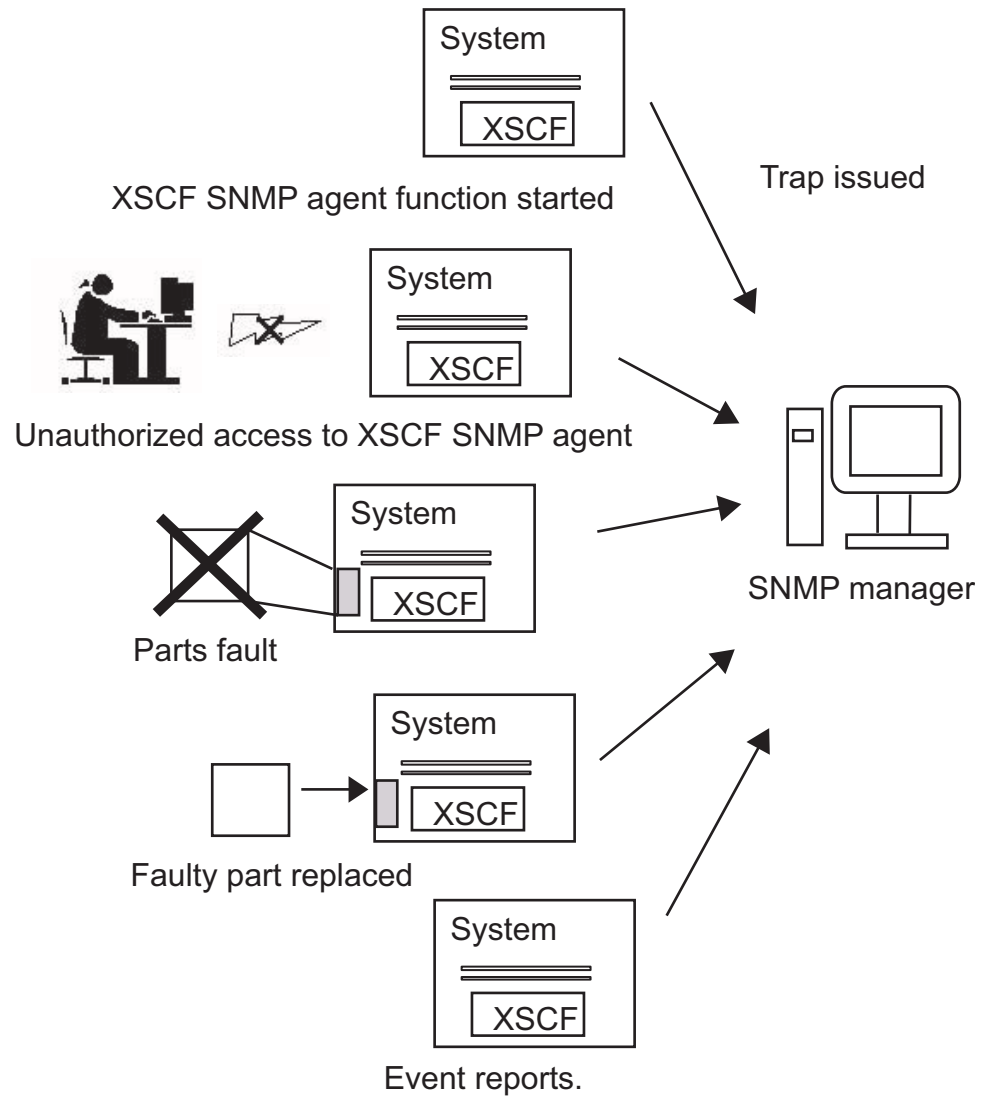 System
XSCF
XSCF SNMP agent function started
Trap issued
System
XSCF
Unauthorized access to XSCF SNMP agent
System
XSCF
Parts fault
SNMP manager
System
XSCF
Faulty part replaced
System
XSCF
Event reports.